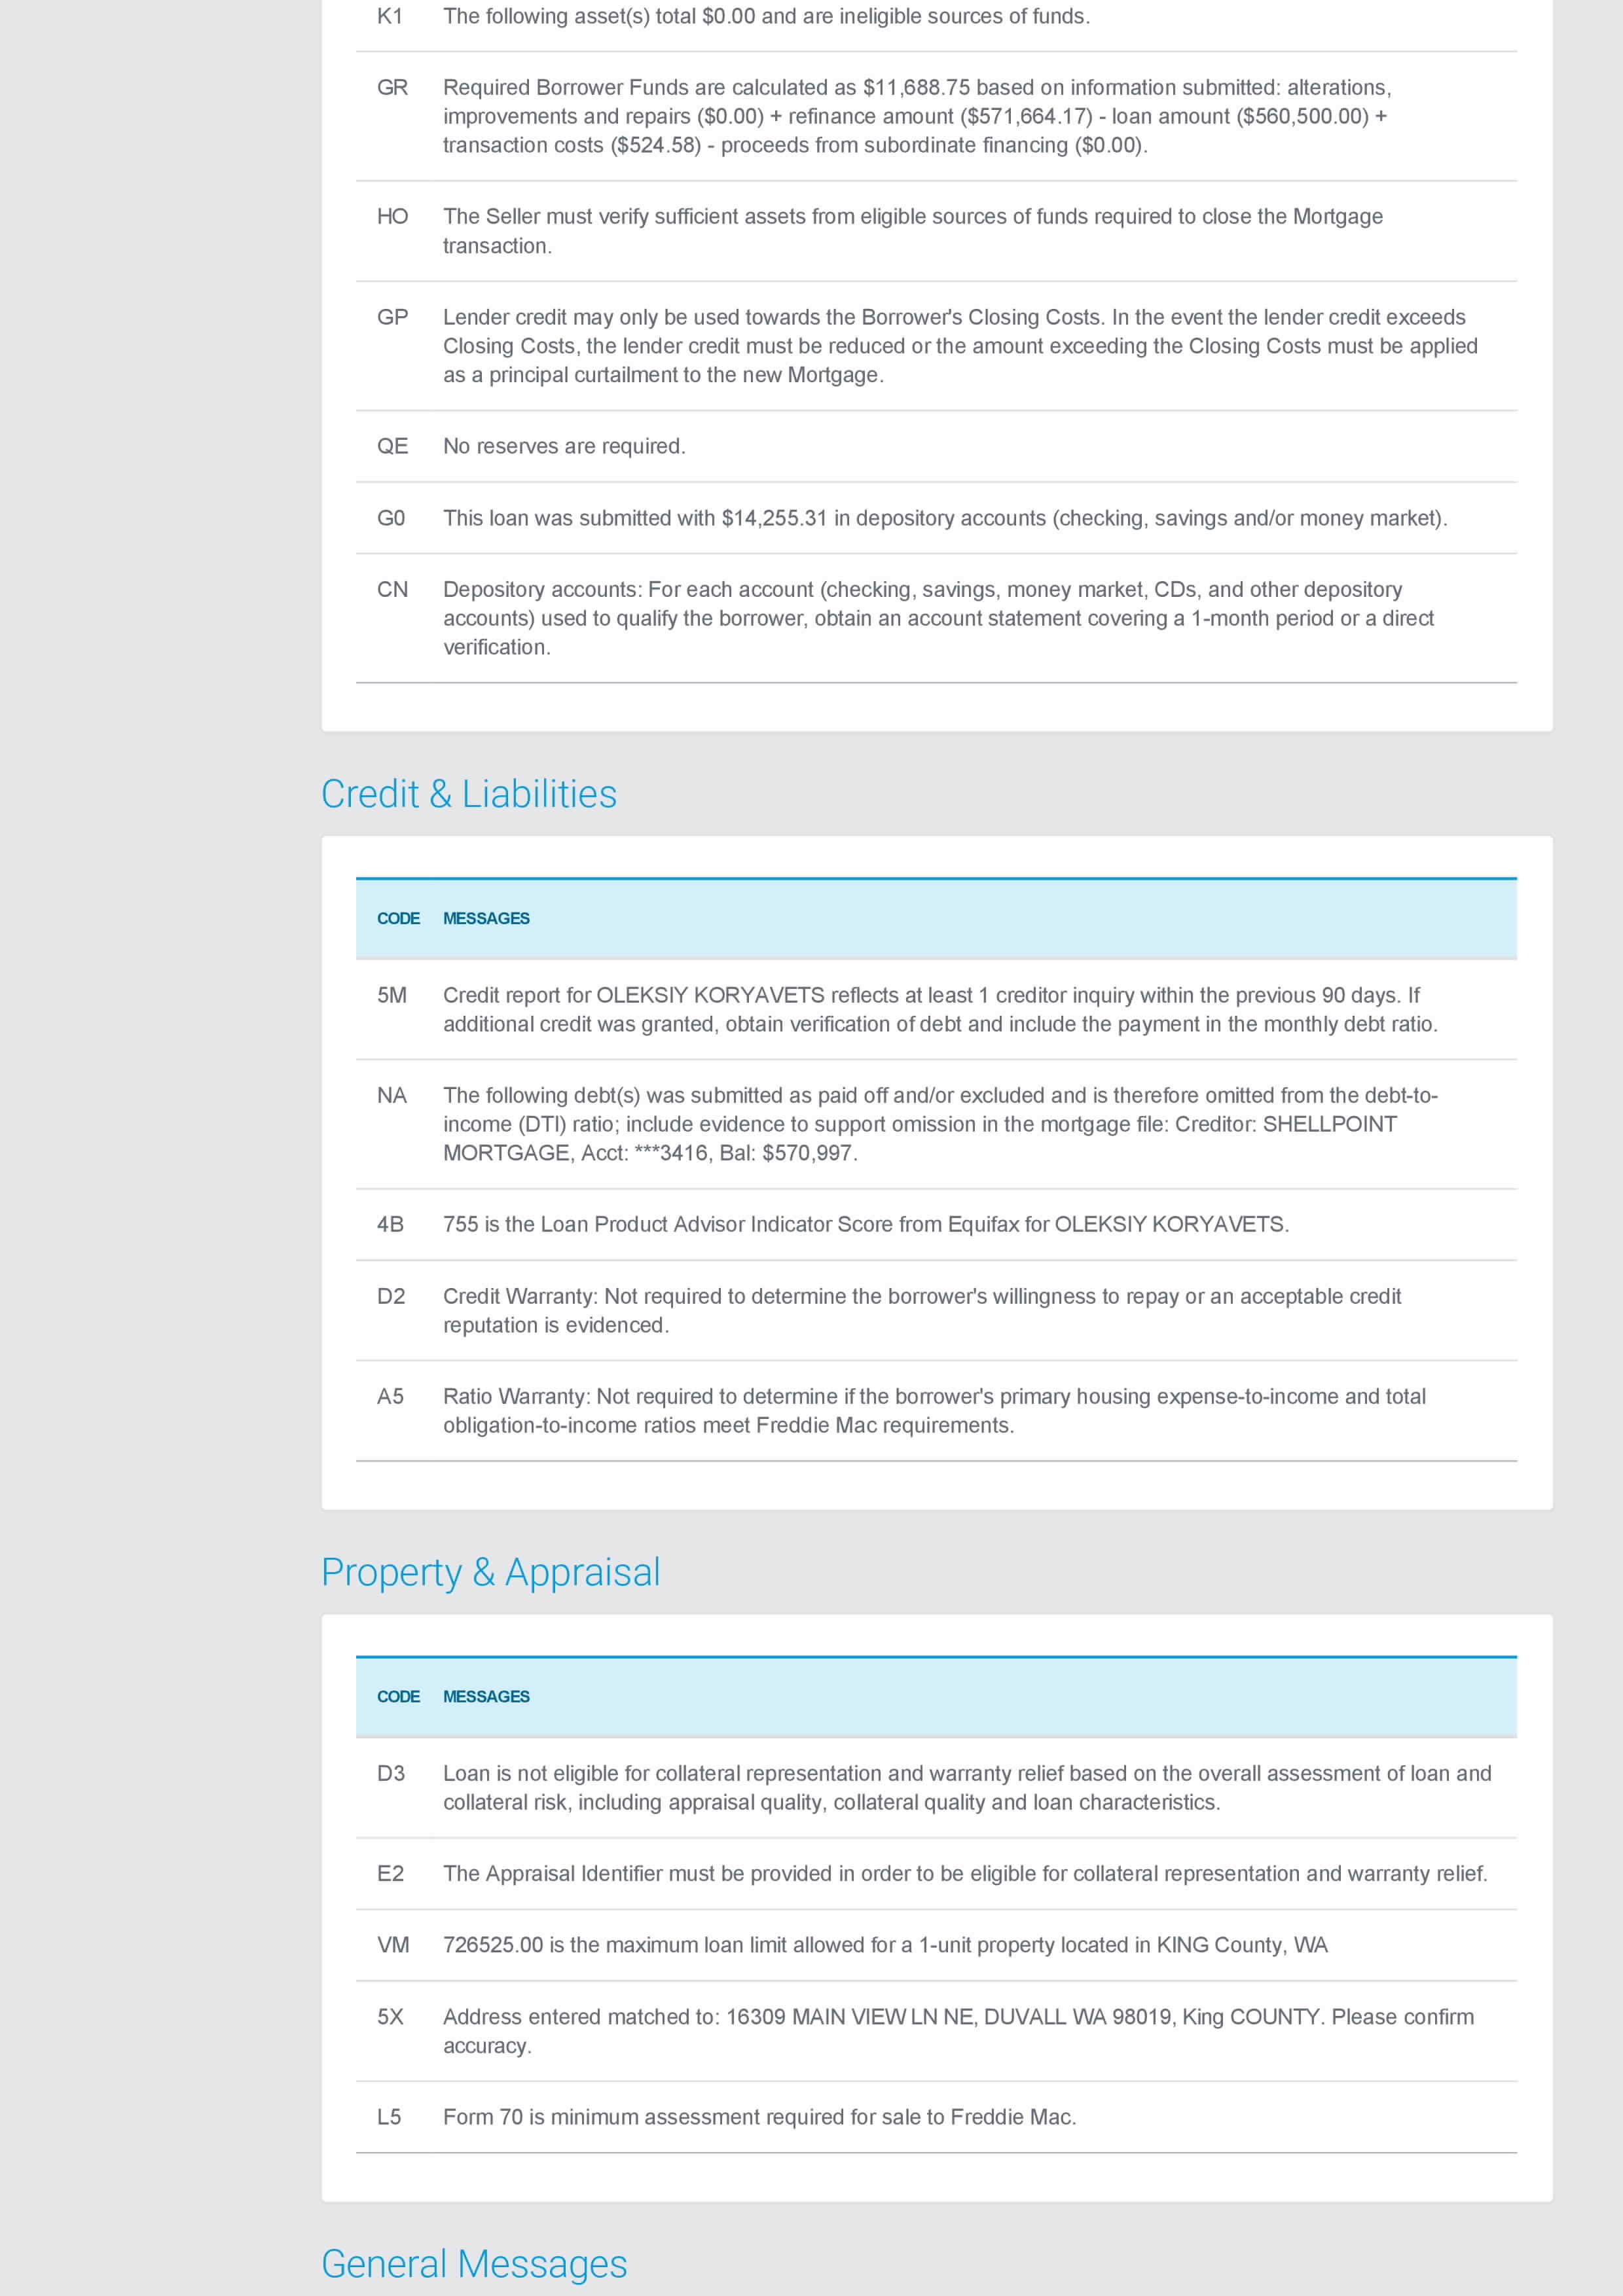 K1 The following asset(s) total $0.00 and are ineligible sources of funds.
GR Required Borrower Funds are calculated as $11,688.75 based on information submitted: alterations,
improvements and repairs ($0.00) + refinance amount ($571,664.17) - loan amount ($560,500.00) +
transaction costs ($524.58) - proceeds from subordinate financing ($0.00).
HO The Seller must verify sufficient assets from eligible sources of funds required to close the Mortgage
transaction.
GP Lender credit may only be used towards the Borrower's Closing Costs. In the event the lender credit exceeds
Closing Costs, the lender credit must be reduced or the amount exceeding the Closing Costs must be applied
as a principal curtailment to the new Mortgage.
QE No reserves are required.
G0 This loan was submitted with $14,255.31 in depository accounts (checking, savings and/or money market).
CN Depository accounts: For each account (checking, savings, money market, CDs, and other depository
accounts) used to qualify the borrower, obtain an account statement covering a 1-month period or a direct
verification.
Credit & Liabilities
CODE MESSAGES
5M Credit report for OLEKSIY KORYAVETS reflects at least 1 creditor inquiry within the previous 90 days. If
additional credit was granted, obtain verification of debt and include the payment in the monthly debt ratio.
NA The following debt(s) was submitted as paid off and/or excluded and is therefore omitted from the debt-to-
income (DTI) ratio; include evidence to support omission in the mortgage file: Creditor: SHELLPOINT
MORTGAGE, Acct: ***3416, Bal: $570,997.
4B 755 is the Loan Product Advisor Indicator Score from Equifax for OLEKSIY KORYAVETS.
D2 Credit Warranty: Not required to determine the borrower's willingness to repay or an acceptable credit
reputation is evidenced.
A5 Ratio Warranty: Not required to determine if the borrower's primary housing expense-to-income and total
obligation-to-income ratios meet Freddie Mac requirements.
Property & Appraisal
CODE MESSAGES
D3 Loan is not eligible for collateral representation and warranty relief based on the overall assessment of loan and
collateral risk, including appraisal quality, collateral quality and loan characteristics.
E2 The Appraisal Identifier must be provided in order to be eligible for collateral representation and warranty relief.
VM 726525.00 is the maximum loan limit allowed for a 1-unit property located in KING County, WA
5X Address entered matched to: 16309 MAIN VIEW LN NE, DUVALL WA 98019, King COUNTY. Please confirm
accuracy.
L5 Form 70 is minimum assessment required for sale to Freddie Mac.
General Messages